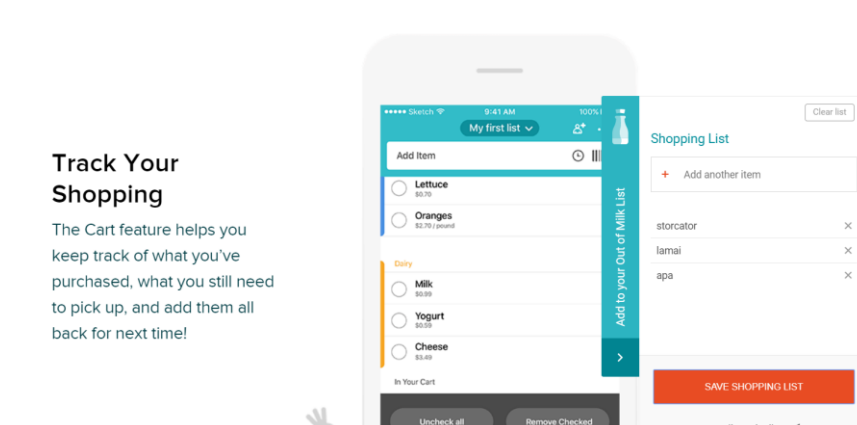 Track Your
Shopping
The Cart feature helps you
keep track of what you've
purchased, what you still need
to pick up, and add them all
back for next time!
Sketch 9:41 AM 100%
My first list
Add Item
Lettuce
$0.70
Oranges
$2.70 / pound
Dairy
Milk
$0.99
Yogurt
$0.59
Cheese
$3.49
In Your Cart
Uncheck all Remove Checked
Add to your Out of Milk List
Clear list
Shopping List
+ Add another item
storcator ×
lamai ×
apa ×
SAVE SHOPPING LIST